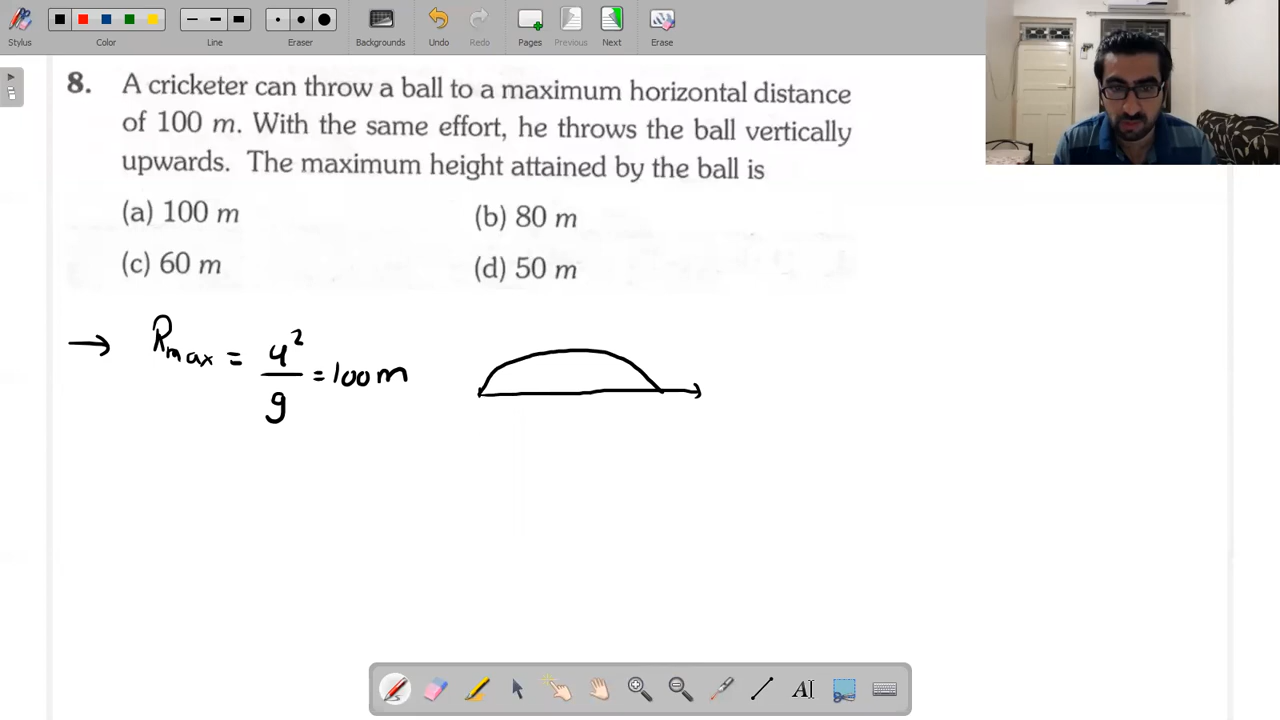 Stylus Color Line Eraser Backgrounds Undo Redo Pages Previous Next Erase
8. A cricketer can throw a ball to a maximum horizontal distance
of 100 m. With the same effort, he throws the ball vertically
upwards. The maximum height attained by the ball is
(a) 100 m (b) 80 m
(c) 60 m (d) 50 m
→ Rmax = u²/g = 100m
AI